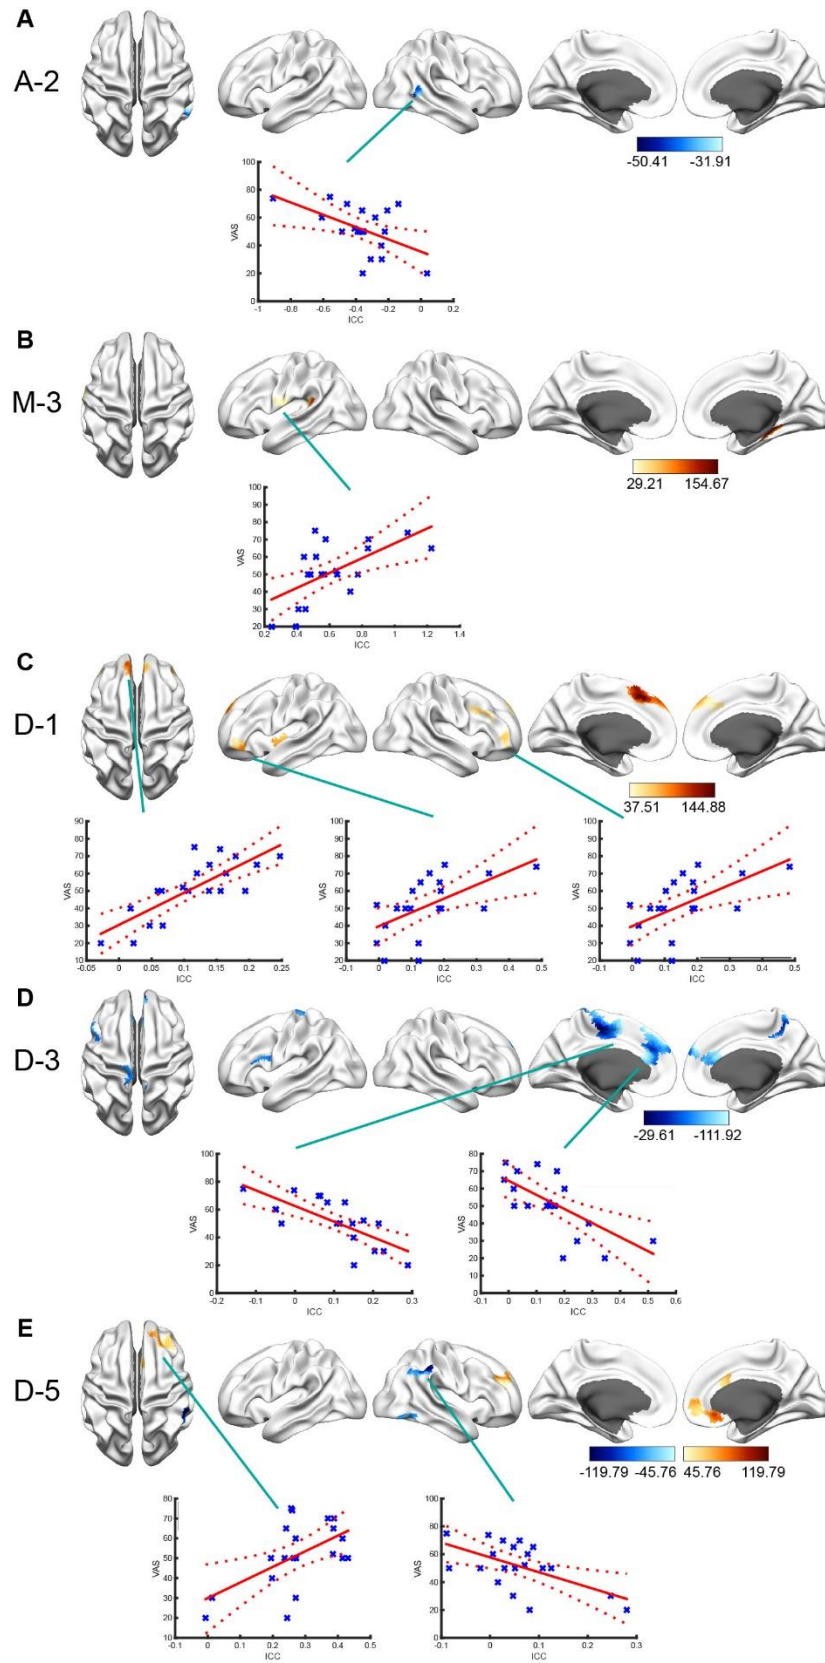 A
A-2
-50.41 -31.91
100
80
60
40
20
0
VAS
-1 -0.8 -0.6 -0.4 -0.2 0 0.2
ICC
B
M-3
29.21 154.67
100
90
80
70
60
50
40
30
20
VAS
0.2 0.4 0.6 0.8 1 1.2 1.4
ICC
C
D-1
37.51 144.88
90
80
70
60
50
40
30
20
10
VAS
-0.05 0 0.05 0.1 0.15 0.2 0.25
ICC
100
90
80
70
60
50
40
30
20
VAS
-0.1 0 0.1 0.2 0.3 0.4 0.5
ICC
100
90
80
70
60
50
40
30
20
VAS
-0.1 0 0.1 0.2 0.3 0.4 0.5
ICC
D
D-3
-29.61 -111.92
100
80
60
40
20
0
VAS
-0.2 -0.1 0 0.1 0.2 0.3
ICC
80
70
60
50
40
30
20
10
0
VAS
-0.1 0 0.1 0.2 0.3 0.4 0.5 0.6
ICC
E
D-5
-119.79 -45.76 45.76 119.79
80
70
60
50
40
30
20
10
VAS
-0.1 0 0.1 0.2 0.3 0.4 0.5
ICC
100
80
60
40
20
0
VAS
-0.1 0 0.1 0.2 0.3
ICC